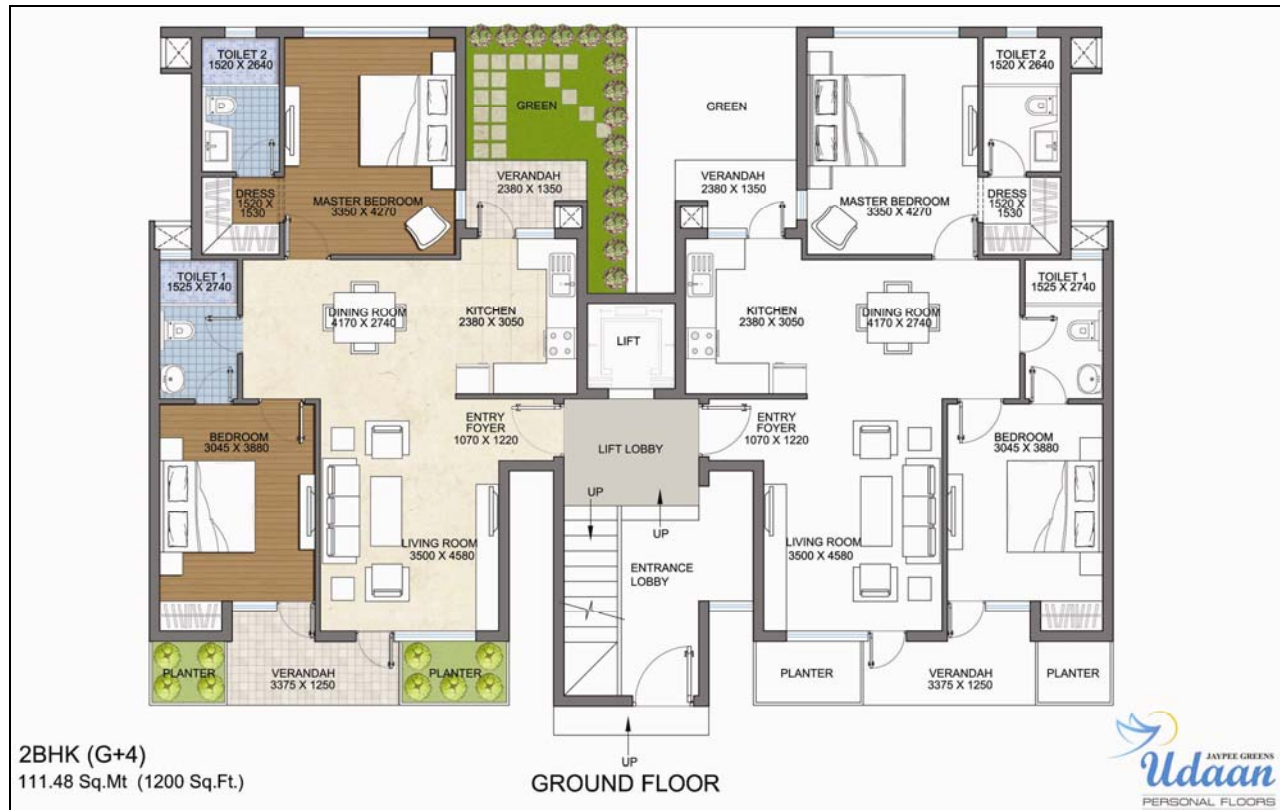 TOILET 2
1520 X 2640
GREEN
GREEN
TOILET 2
1520 X 2640
VERANDAH
2380 X 1350
VERANDAH
2380 X 1350
DRESS
1520 X
1530
MASTER BEDROOM
3350 X 4270
MASTER BEDROOM
3350 X 4270
DRESS
1520 X
1530
TOILET 1
1525 X 2740
TOILET 1
1525 X 2740
DINING ROOM
4170 X 2740
KITCHEN
2380 X 3050
LIFT
KITCHEN
2380 X 3050
DINING ROOM
4170 X 2740
BEDROOM
3045 X 3880
ENTRY
FOYER
1070 X 1220
LIFT LOBBY
ENTRY
FOYER
1070 X 1220
BEDROOM
3045 X 3880
UP
UP
LIVING ROOM
3500 X 4580
ENTRANCE
LOBBY
LIVING ROOM
3500 X 4580
PLANTER
VERANDAH
3375 X 1250
PLANTER
PLANTER
VERANDAH
3375 X 1250
PLANTER
UP
2BHK (G+4)
111.48 Sq.Mt (1200 Sq.Ft.)
GROUND FLOOR
JAYPEE GREENS
Udaan
PERSONAL FLOORS